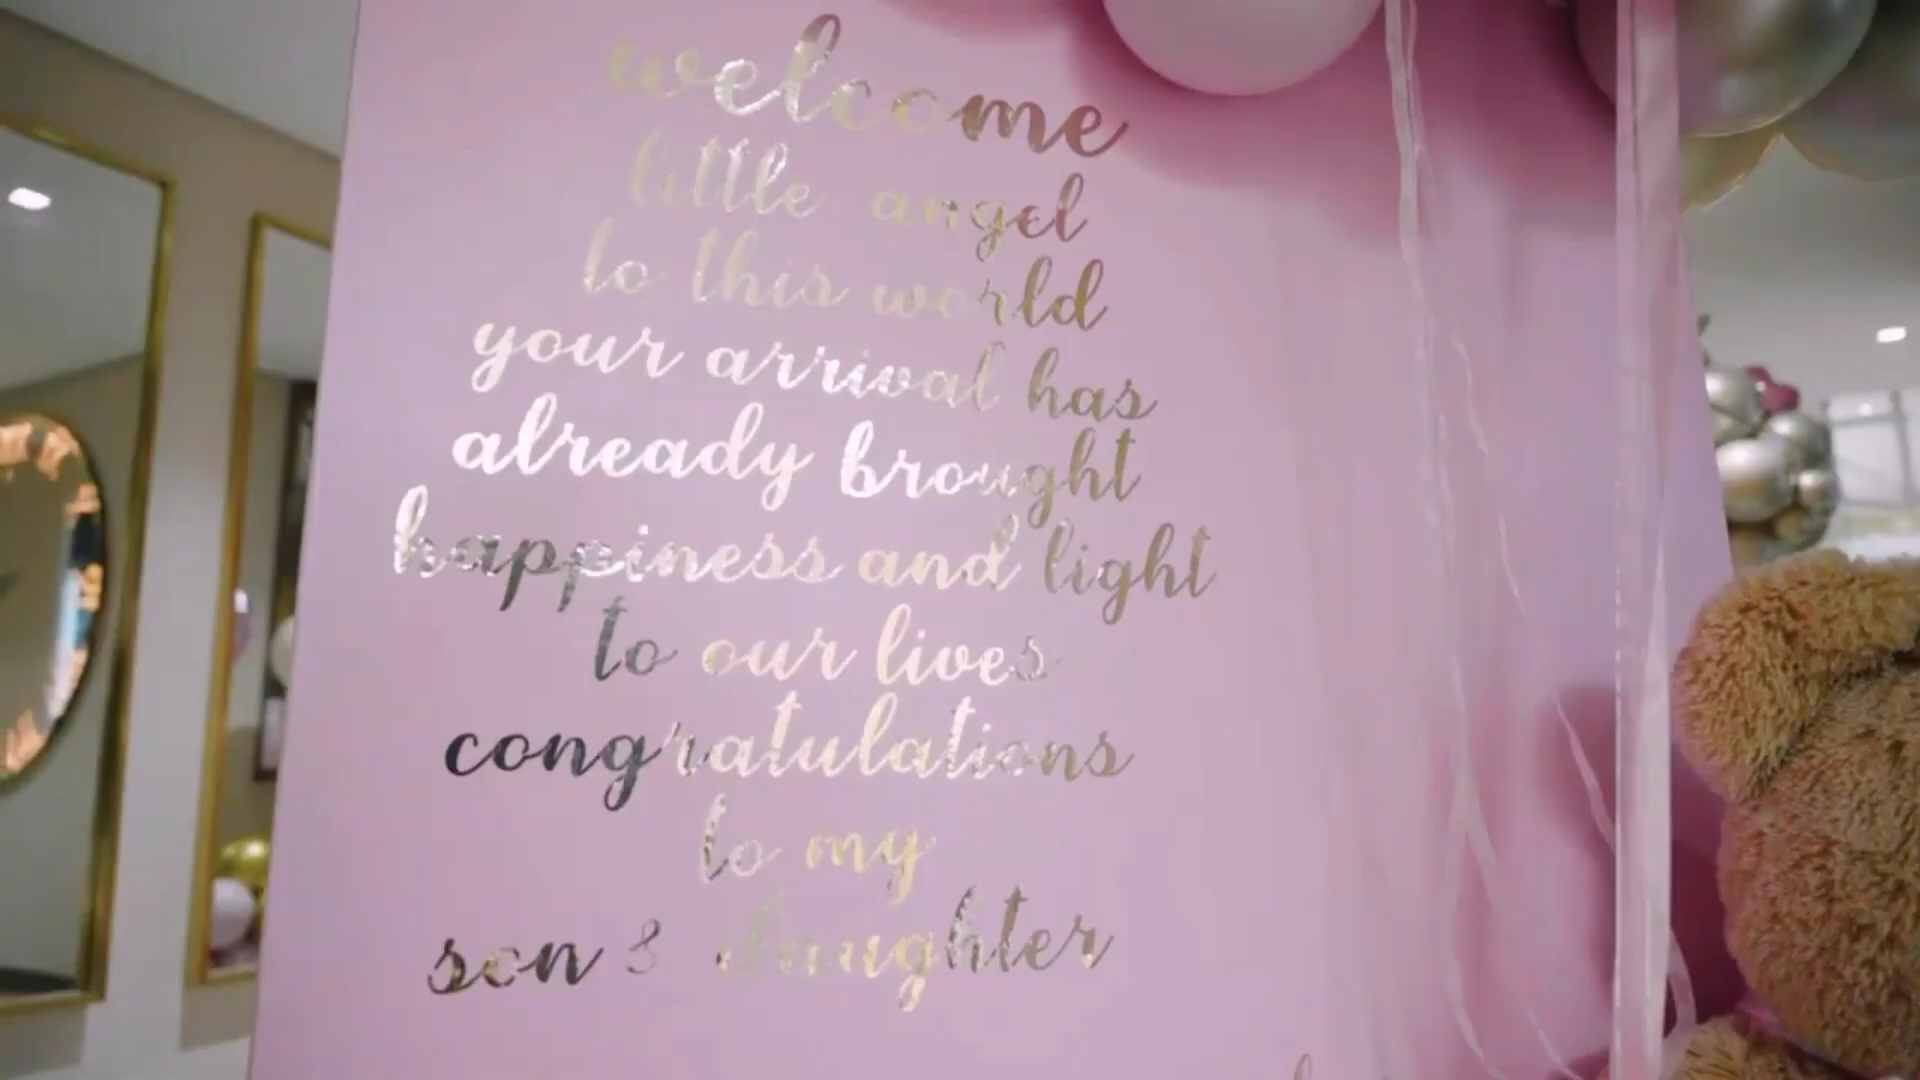 welcome
little angel
to this world
your arrival has
already brought
happiness and light
to our lives
congratulations
to my
son & daughter